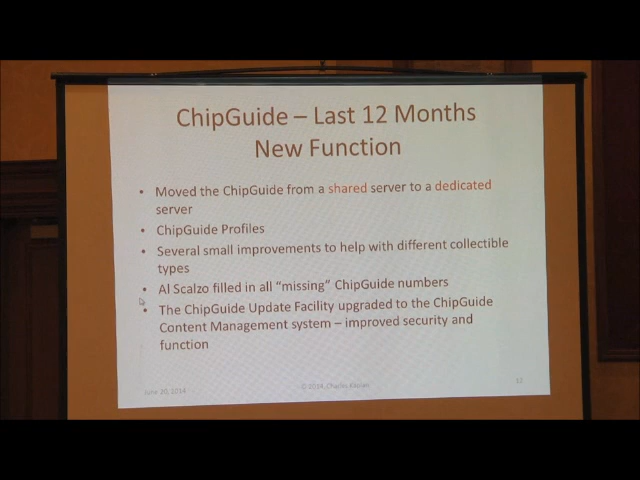 ChipGuide – Last 12 Months
New Function
• Moved the ChipGuide from a shared server to a dedicated
server
• ChipGuide Profiles
• Several small improvements to help with different collectible
types
• Al Scalzo filled in all “missing” ChipGuide numbers
• The ChipGuide Update Facility upgraded to the ChipGuide
Content Management system – improved security and
function
June 20, 2014
© 2014, Charles